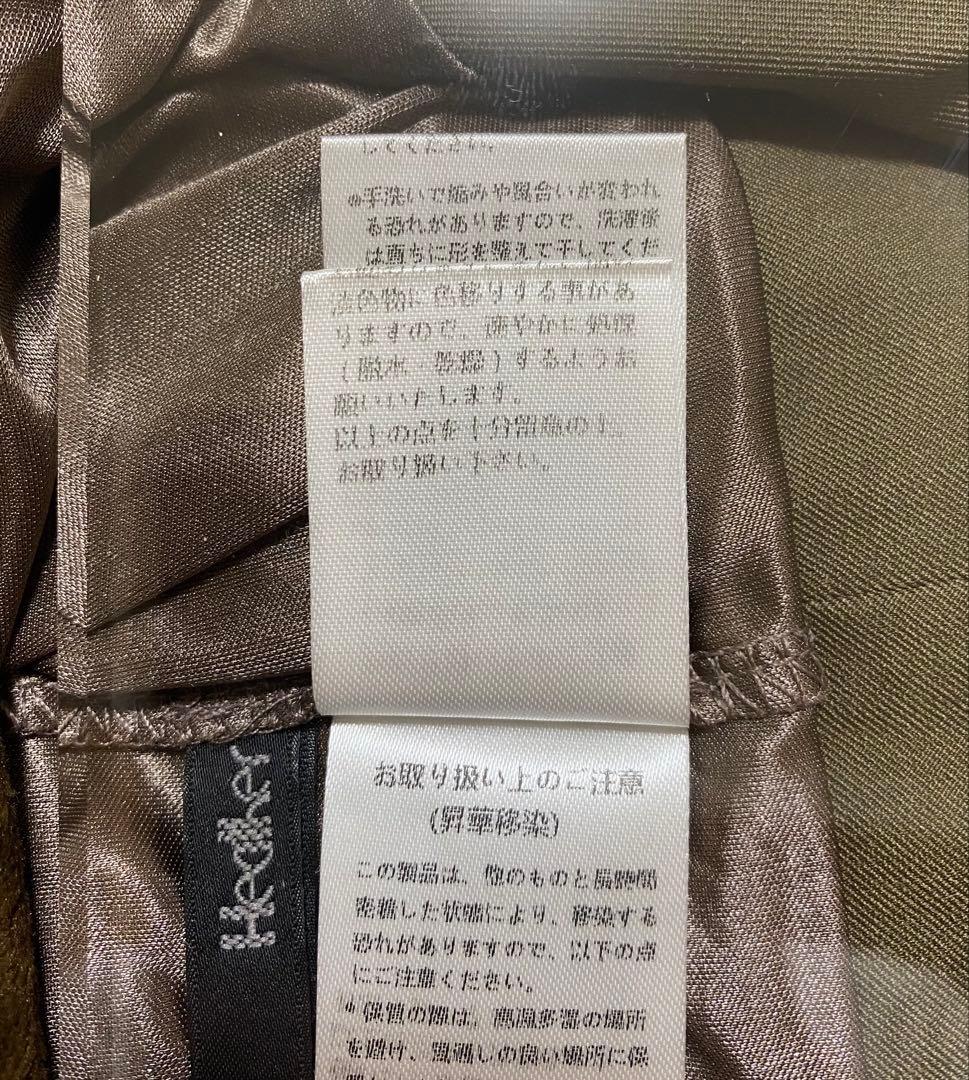 してください。
●手洗いで縮みや風合いが変われ
る恐れがありますので、洗濯後
は直ちに形を整えて干してくだ
淡色物に色移りする事があ
りますので、速やかに処理
(脱水・乾燥)するようお
願いいたします。
以上の点を十分留意の上、
お取り扱い下さい。
Heather
お取り扱い上のご注意
(昇華移染)
この製品は、他のものと長時間
密着した状態により、移染する
恐れがありますので、以下の点
にご注意ください。
●保管の際は、高温多湿の場所
を避け、風通しの良い場所に保